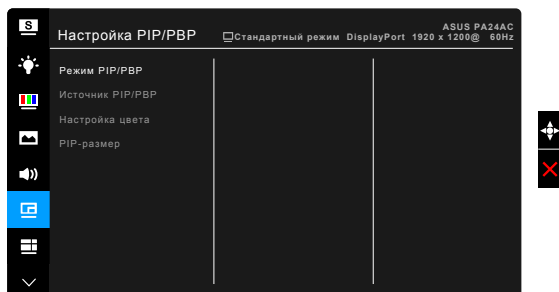 S
ASUS PA24AC
Настройка PIP/PBP
Стандартный режим DisplayPort 1920 x 1200@ 60Hz
Режим PIP/PBP
Источник PIP/PBP
Настройка цвета
PIP-размер